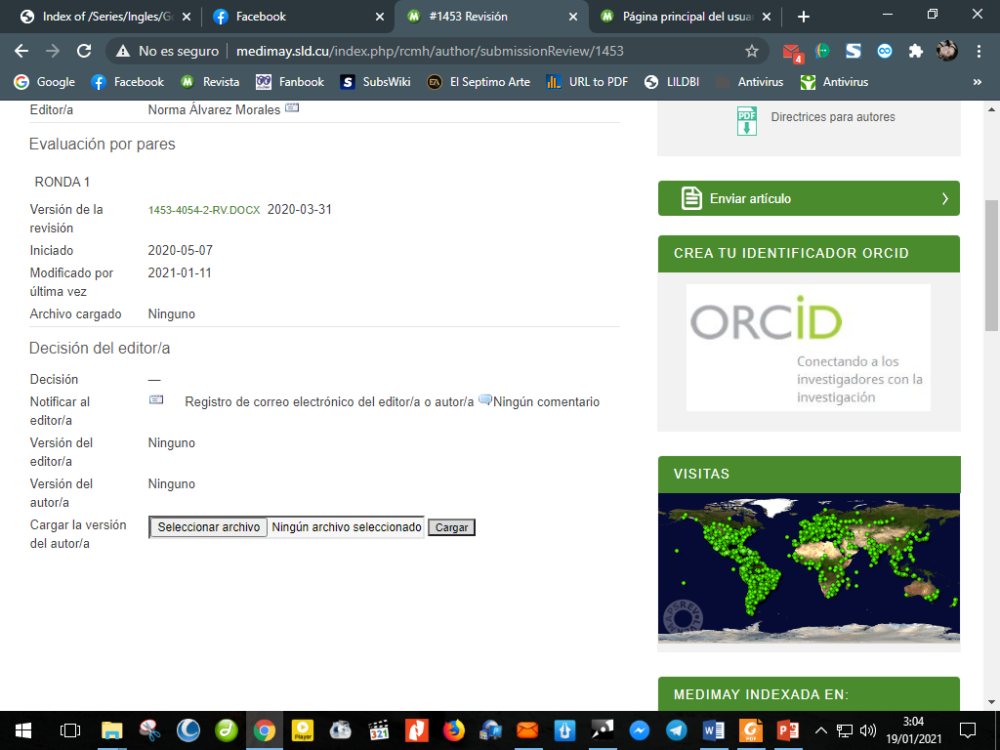 Index of /Series/Ingles/Go
Facebook
#1453 Revisión
Página principal del usua
No es seguro
medimay.sld.cu/index.php/rcmh/author/submissionReview/1453
4
Google
Facebook
Revista
Fanbook
SubsWiki
El Septimo Arte
URL to PDF
LILDBI
Antivirus
Antivirus
»
Editor/a Norma Álvarez Morales
Evaluación por pares
RONDA 1
Versión de la
revisión
1453-4054-2-RV.DOCX 2020-03-31
Iniciado 2020-05-07
Modificado por
última vez
2021-01-11
Archivo cargado Ninguno
Decisión del editor/a
Decisión —
Notificar al
editor/a
Registro de correo electrónico del editor/a o autor/a Ningún comentario
Versión del
editor/a
Ninguno
Versión del
autor/a
Ninguno
Cargar la versión
del autor/a
Seleccionar archivo Ningún archivo seleccionado Cargar
PDF
Directrices para autores
Enviar artículo
CREA TU IDENTIFICADOR ORCID
ORCiD
Conectando a los
investigadores con la
investigación
VISITAS
MEDIMAY INDEXADA EN:
Player
321
PDF
3:04
19/01/2021